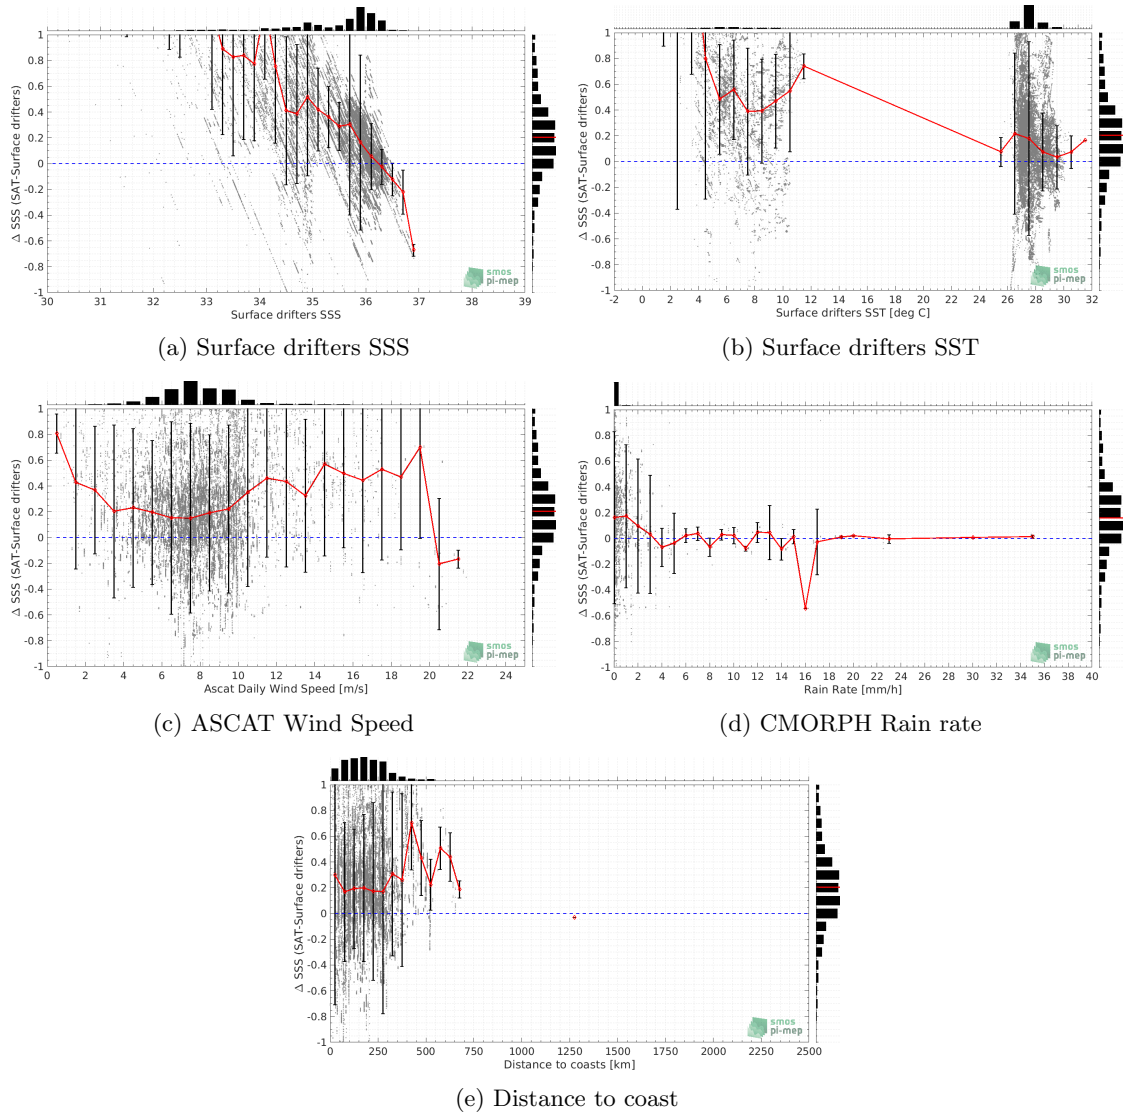 1
0.8
0.6
0.4
0.2
0
-0.2
-0.4
-0.6
-0.8
-1
Δ SSS (SAT-Surface drifters)
30 31 32 33 34 35 36 37 38 39
Surface drifters SSS
smos
pi-mep
(a) Surface drifters SSS
1
0.8
0.6
0.4
0.2
0
-0.2
-0.4
-0.6
-0.8
-1
Δ SSS (SAT-Surface drifters)
-2 0 2 4 6 8 10 12 14 16 18 20 22 24 26 28 30 32
Surface drifters SST [deg C]
smos
pi-mep
(b) Surface drifters SST
1
0.8
0.6
0.4
0.2
0
-0.2
-0.4
-0.6
-0.8
-1
Δ SSS (SAT-Surface drifters)
0 2 4 6 8 10 12 14 16 18 20 22 24
Ascat Daily Wind Speed [m/s]
smos
pi-mep
(c) ASCAT Wind Speed
1
0.8
0.6
0.4
0.2
0
-0.2
-0.4
-0.6
-0.8
-1
Δ SSS (SAT-Surface drifters)
0 2 4 6 8 10 12 14 16 18 20 22 24 26 28 30 32 34 36 38 40
Rain Rate [mm/h]
smos
pi-mep
(d) CMORPH Rain rate
1
0.8
0.6
0.4
0.2
0
-0.2
-0.4
-0.6
-0.8
-1
Δ SSS (SAT-Surface drifters)
0 250 500 750 1000 1250 1500 1750 2000 2250 2500
Distance to coasts [km]
smos
pi-mep
(e) Distance to coast